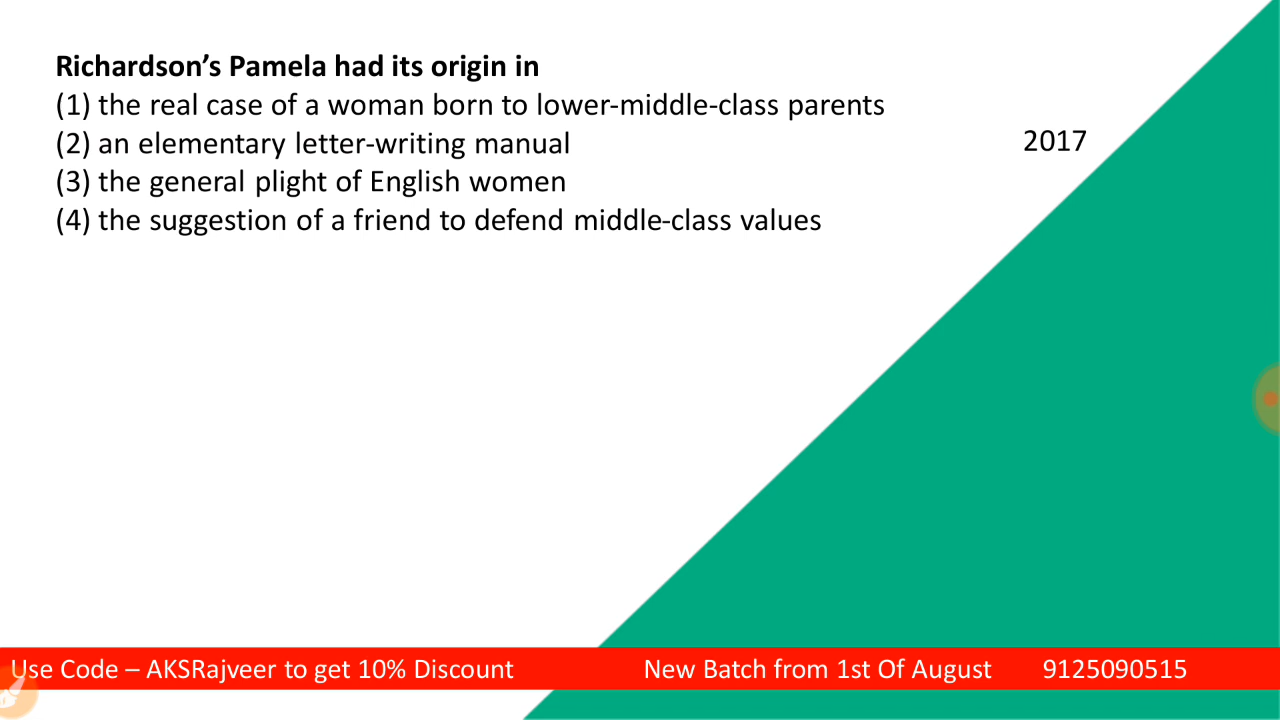 Richardson’s Pamela had its origin in
(1) the real case of a woman born to lower-middle-class parents
(2) an elementary letter-writing manual
2017
(3) the general plight of English women
(4) the suggestion of a friend to defend middle-class values
Use Code – AKSRajveer to get 10% Discount New Batch from 1st Of August 9125090515